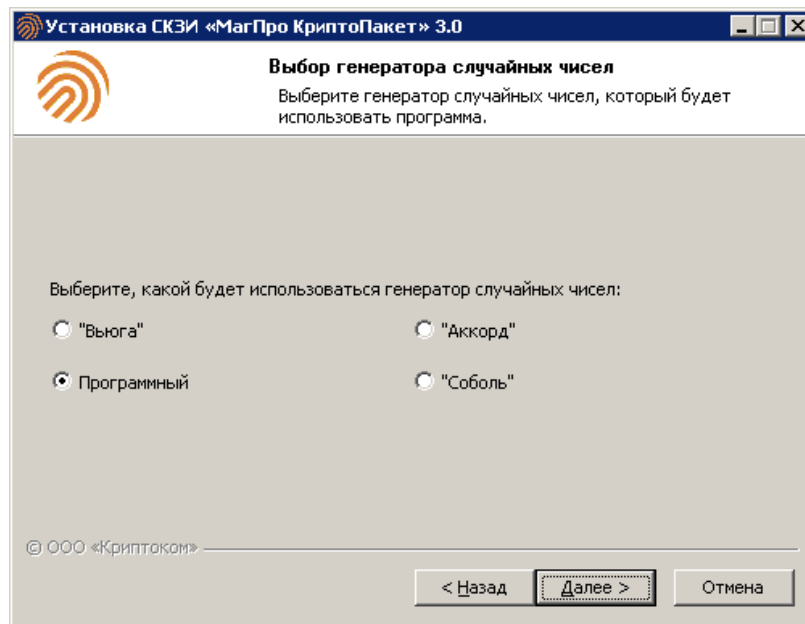 Установка СКЗИ «МагПро КриптоПакет» 3.0
Выбор генератора случайных чисел
Выберите генератор случайных чисел, который будет
использовать программа.
Выберите, какой будет использоваться генератор случайных чисел:
"Вьюга"
"Аккорд"
Программный
"Соболь"
© ООО «Криптоком»
< Назад
Далее >
Отмена